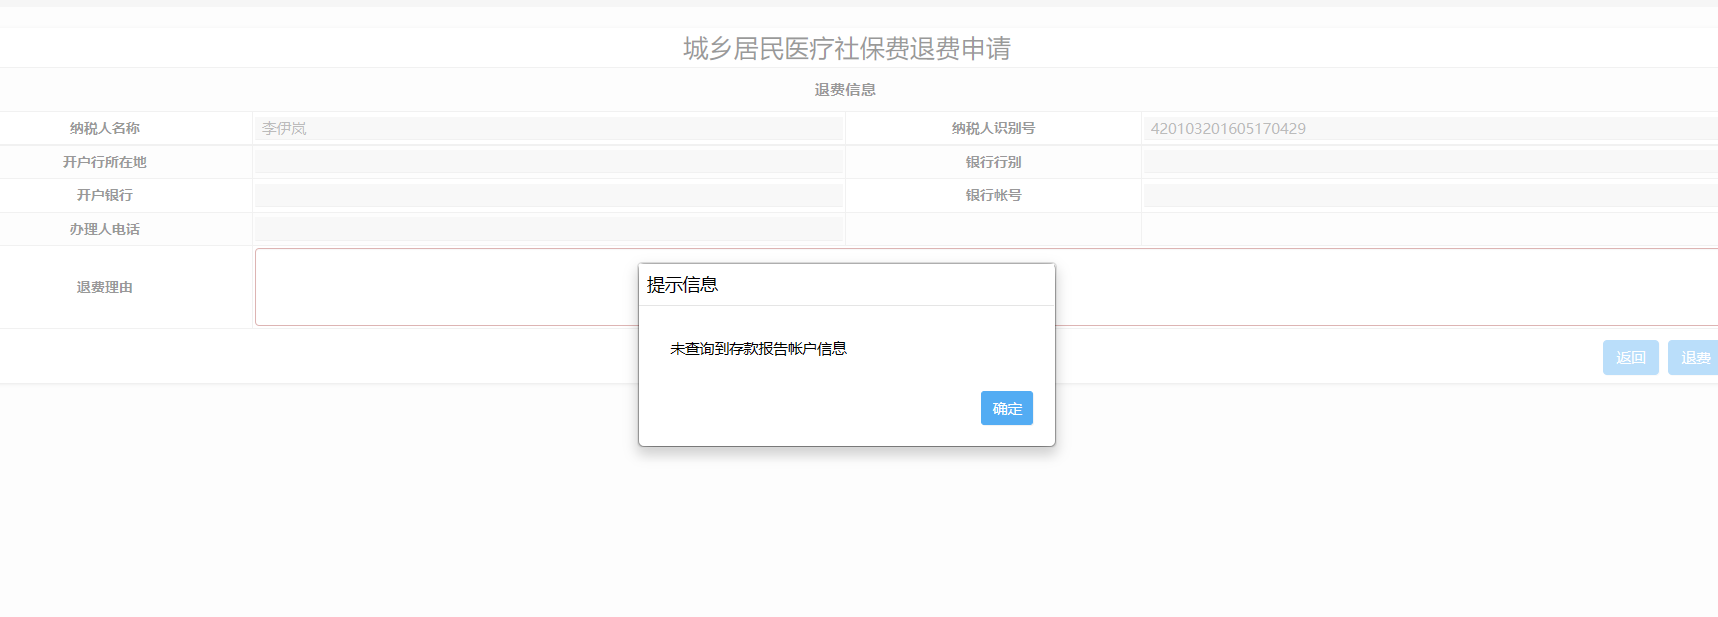 城乡居民医疗社保费退费申请
退费信息
纳税人名称 李伊岚 纳税人识别号 420103201605170429
开户行所在地 银行行别
开户银行 银行帐号
办理人电话
退费理由
提示信息
未查询到存款报告帐户信息
返回 退费
确定